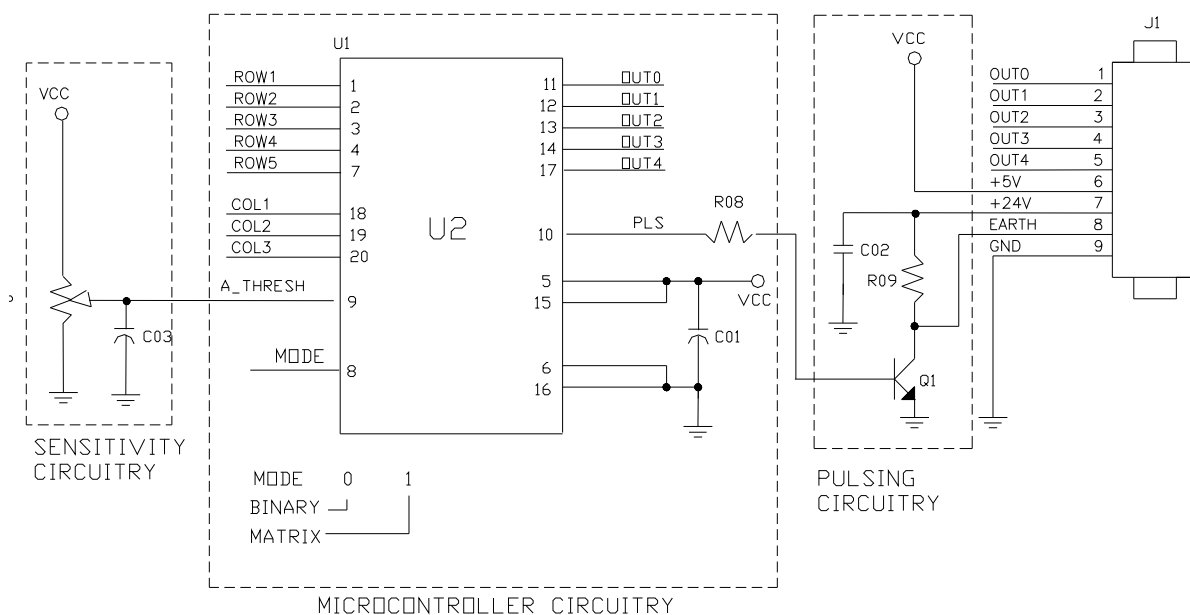 J1
VCC
U1
VCC
ROW1 1
ROW2 2
ROW3 3
ROW4 4
ROW5 7
COL1 18
COL2 19
COL3 20
A_THRESH 9
MODE 8
U2
11 OUT0
12 OUT1
13 OUT2
14 OUT3
17 OUT4
10 PLS R08
5
15
VCC
C01
6
16
OUT0 1
OUT1 2
OUT2 3
OUT3 4
OUT4 5
+5V 6
+24V 7
EARTH 8
GND 9
C02
R09
Q1
C03
SENSITIVITY
CIRCUITRY
MODE 0 1
BINARY
MATRIX
PULSING
CIRCUITRY
MICROCONTROLLER CIRCUITRY